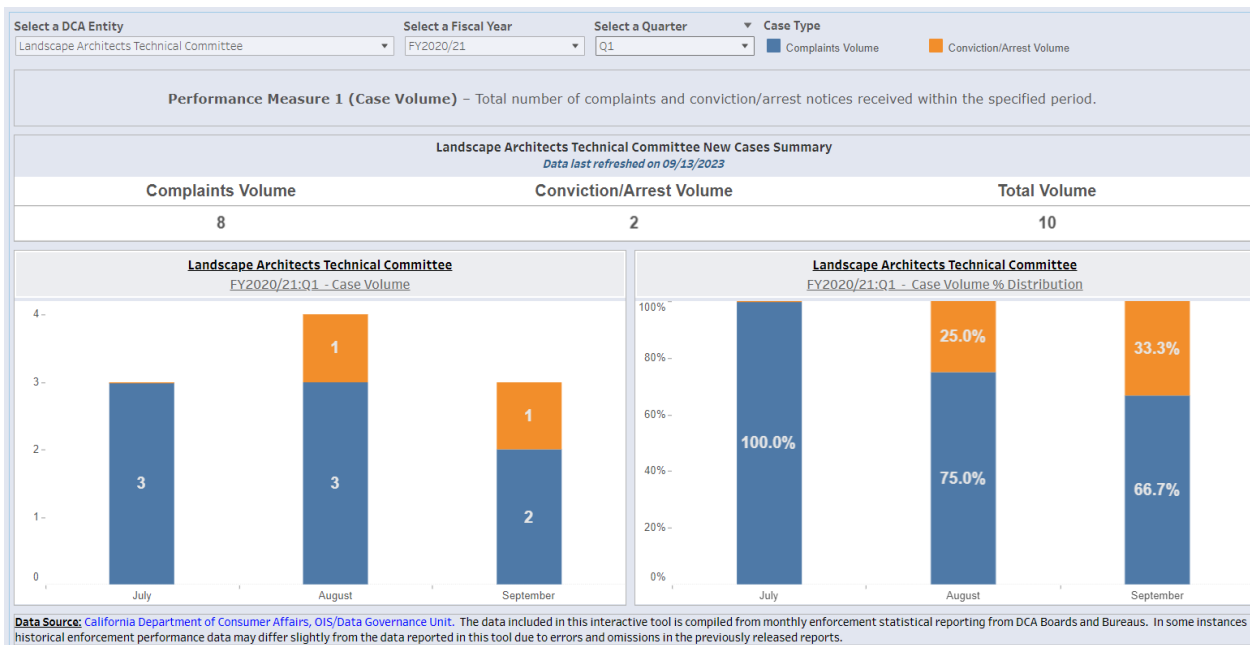 Select a DCA Entity
Select a Fiscal Year
Select a Quarter
Case Type
Landscape Architects Technical Committee
FY2020/21
Q1
Complaints Volume
Conviction/Arrest Volume
Performance Measure 1 (Case Volume) – Total number of complaints and conviction/arrest notices received within the specified period.
Landscape Architects Technical Committee New Cases Summary
Data last refreshed on 09/13/2023
Complaints Volume
Conviction/Arrest Volume
Total Volume
8
2
10
Landscape Architects Technical Committee
FY2020/21:Q1 - Case Volume
4
3
2
1
0
3
1
3
1
2
July
August
September
Landscape Architects Technical Committee
FY2020/21:Q1 - Case Volume % Distribution
100%
80%
60%
40%
20%
0%
100.0%
25.0%
75.0%
33.3%
66.7%
July
August
September
Data Source: California Department of Consumer Affairs, OIS/Data Governance Unit. The data included in this interactive tool is compiled from monthly enforcement statistical reporting from DCA Boards and Bureaus. In some instances
historical enforcement performance data may differ slightly from the data reported in this tool due to errors and omissions in the previously released reports.